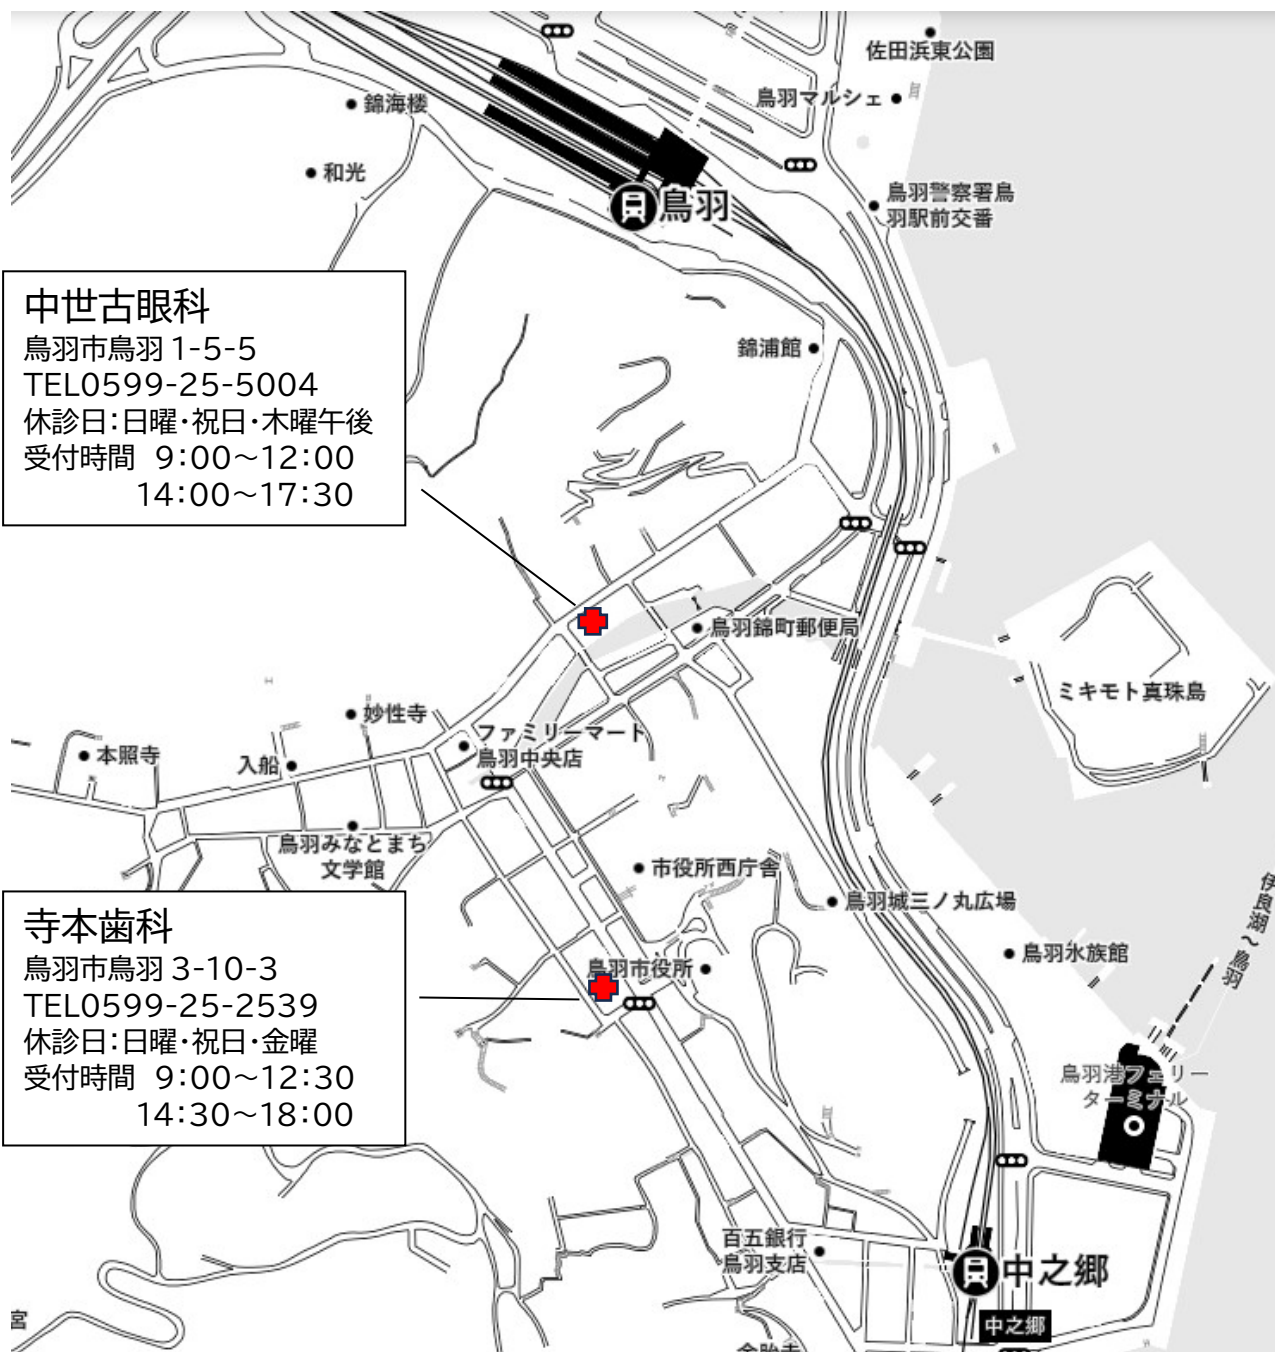 佐田浜東公園
鳥羽マルシェ
錦海楼
和光
鳥羽
鳥羽警察署鳥
羽駅前交番
中世古眼科
鳥羽市鳥羽 1-5-5
TEL0599-25-5004
休診日：日曜・祝日・木曜午後
受付時間 9：00～12：00
14：00～17：30
錦浦館
鳥羽錦町郵便局
ミキモト真珠島
妙性寺
ファミリーマート
鳥羽中央店
本照寺
入船
鳥羽みなとまち
文学館
市役所西庁舎
鳥羽城三ノ丸広場
伊良湖～鳥羽
寺本歯科
鳥羽市鳥羽 3-10-3
TEL0599-25-2539
休診日：日曜・祝日・金曜
受付時間 9：00～12：30
14：30～18：00
鳥羽市役所
鳥羽水族館
鳥羽港フェリー
ターミナル
百五銀行
鳥羽支店
中之郷
中之郷
宮